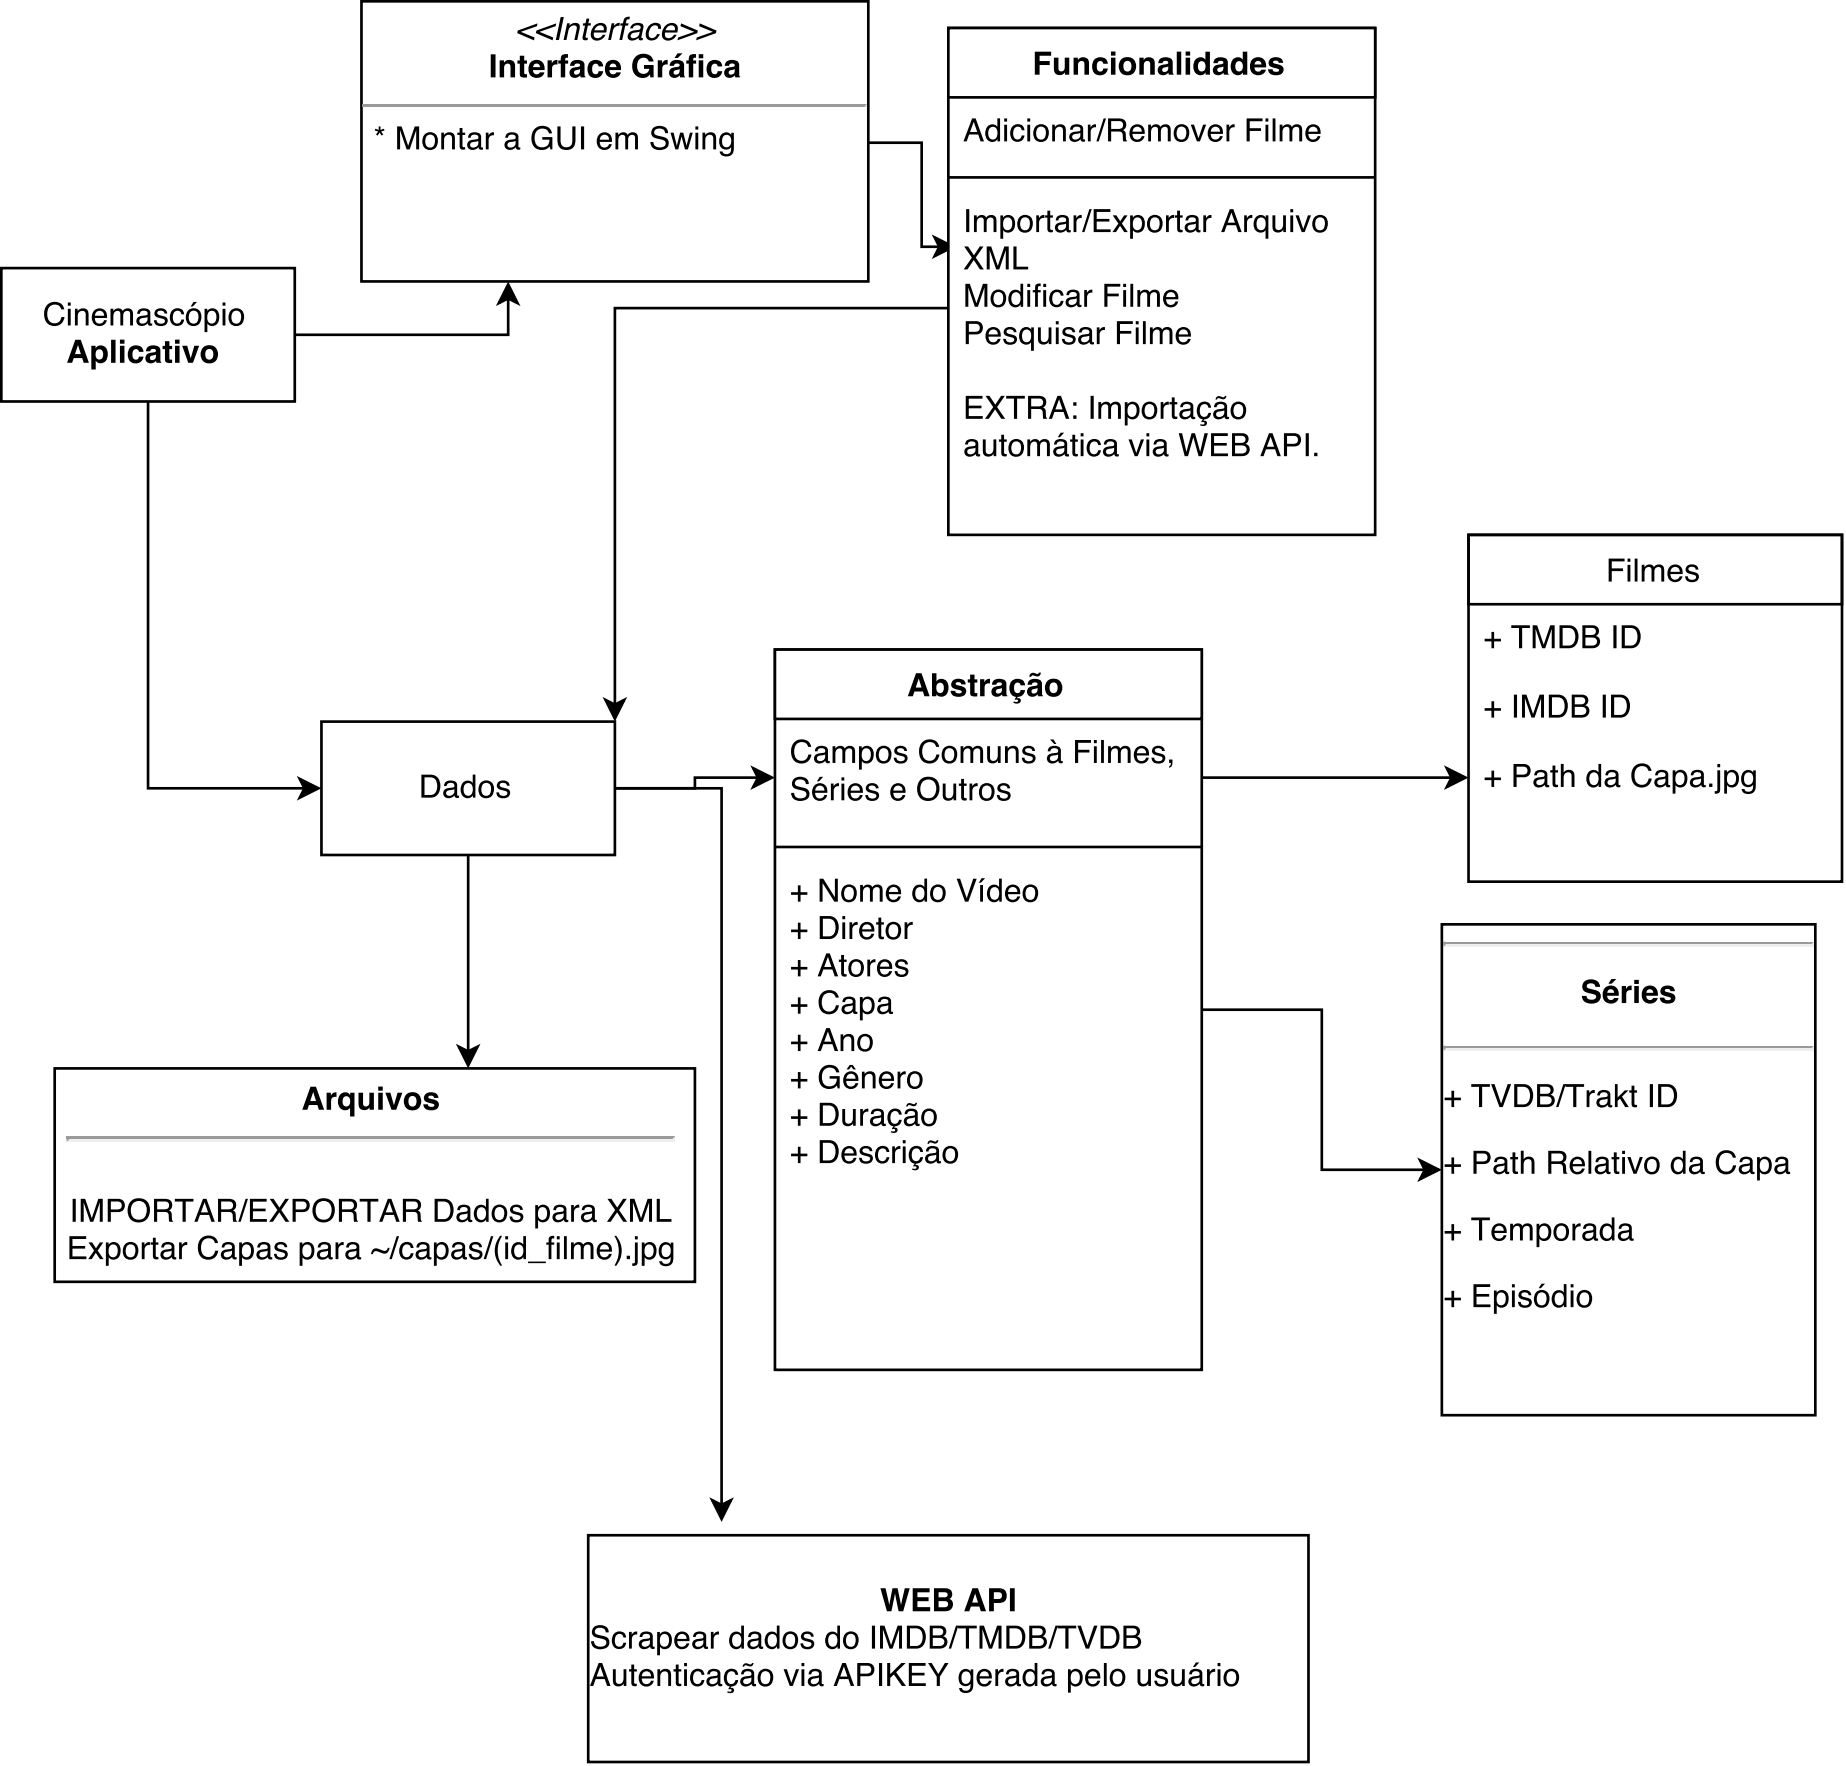 <<Interface>>
Interface Gráfica
* Montar a GUI em Swing
Funcionalidades
Adicionar/Remover Filme
Importar/Exportar Arquivo
XML
Modificar Filme
Pesquisar Filme
EXTRA: Importação
automática via WEB API.
Cinemascópio
Aplicativo
Filmes
+ TMDB ID
+ IMDB ID
+ Path da Capa.jpg
Dados
Abstração
Campos Comuns à Filmes,
Séries e Outros
+ Nome do Vídeo
+ Diretor
+ Atores
+ Capa
+ Ano
+ Gênero
+ Duração
+ Descrição
Séries
+ TVDB/Trakt ID
+ Path Relativo da Capa
+ Temporada
+ Episódio
Arquivos
IMPORTAR/EXPORTAR Dados para XML
Exportar Capas para ~/capas/(id_filme).jpg
WEB API
Scrapear dados do IMDB/TMDB/TVDB
Autenticação via APIKEY gerada pelo usuário